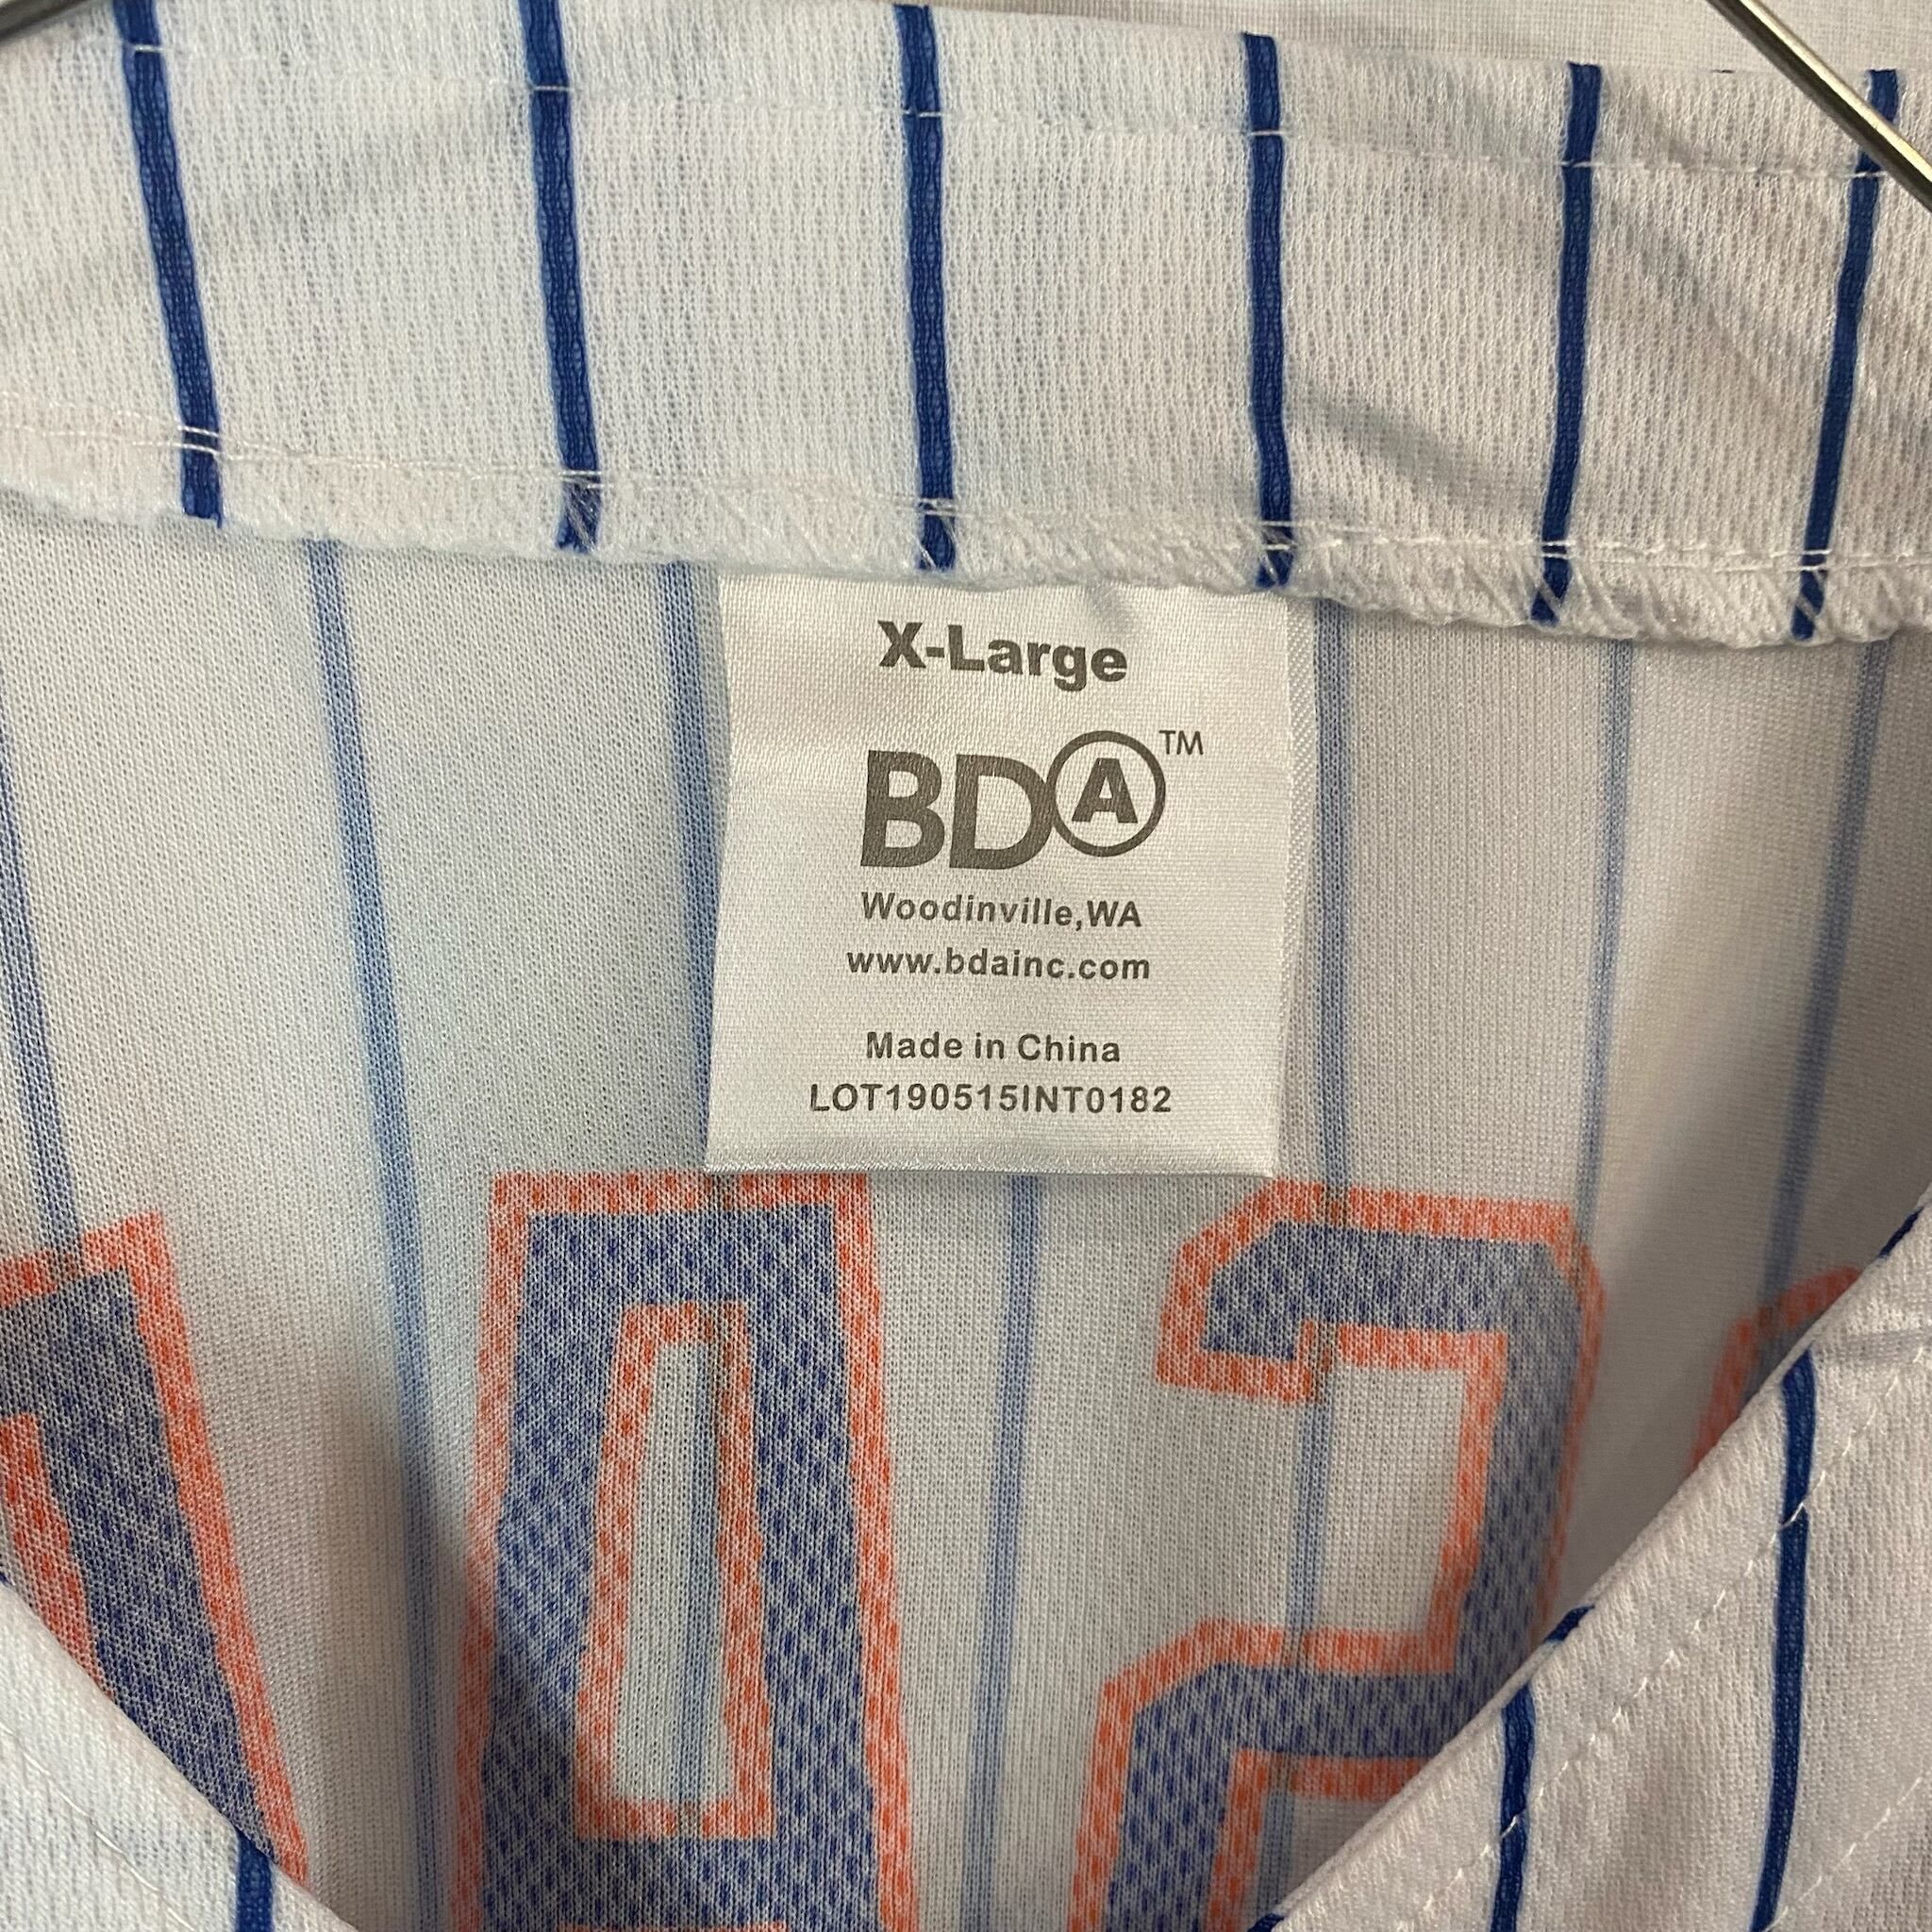 X-Large
BDA™
Woodinville,WA
www.bdainc.com
Made in China
LOT190515INT0182